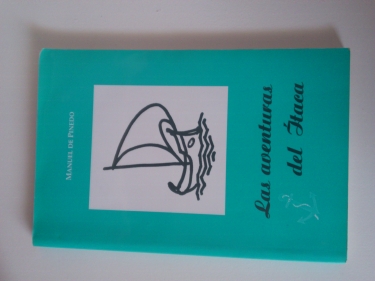 MANUEL DE PINEDO
Las aventuras
del Ítaca